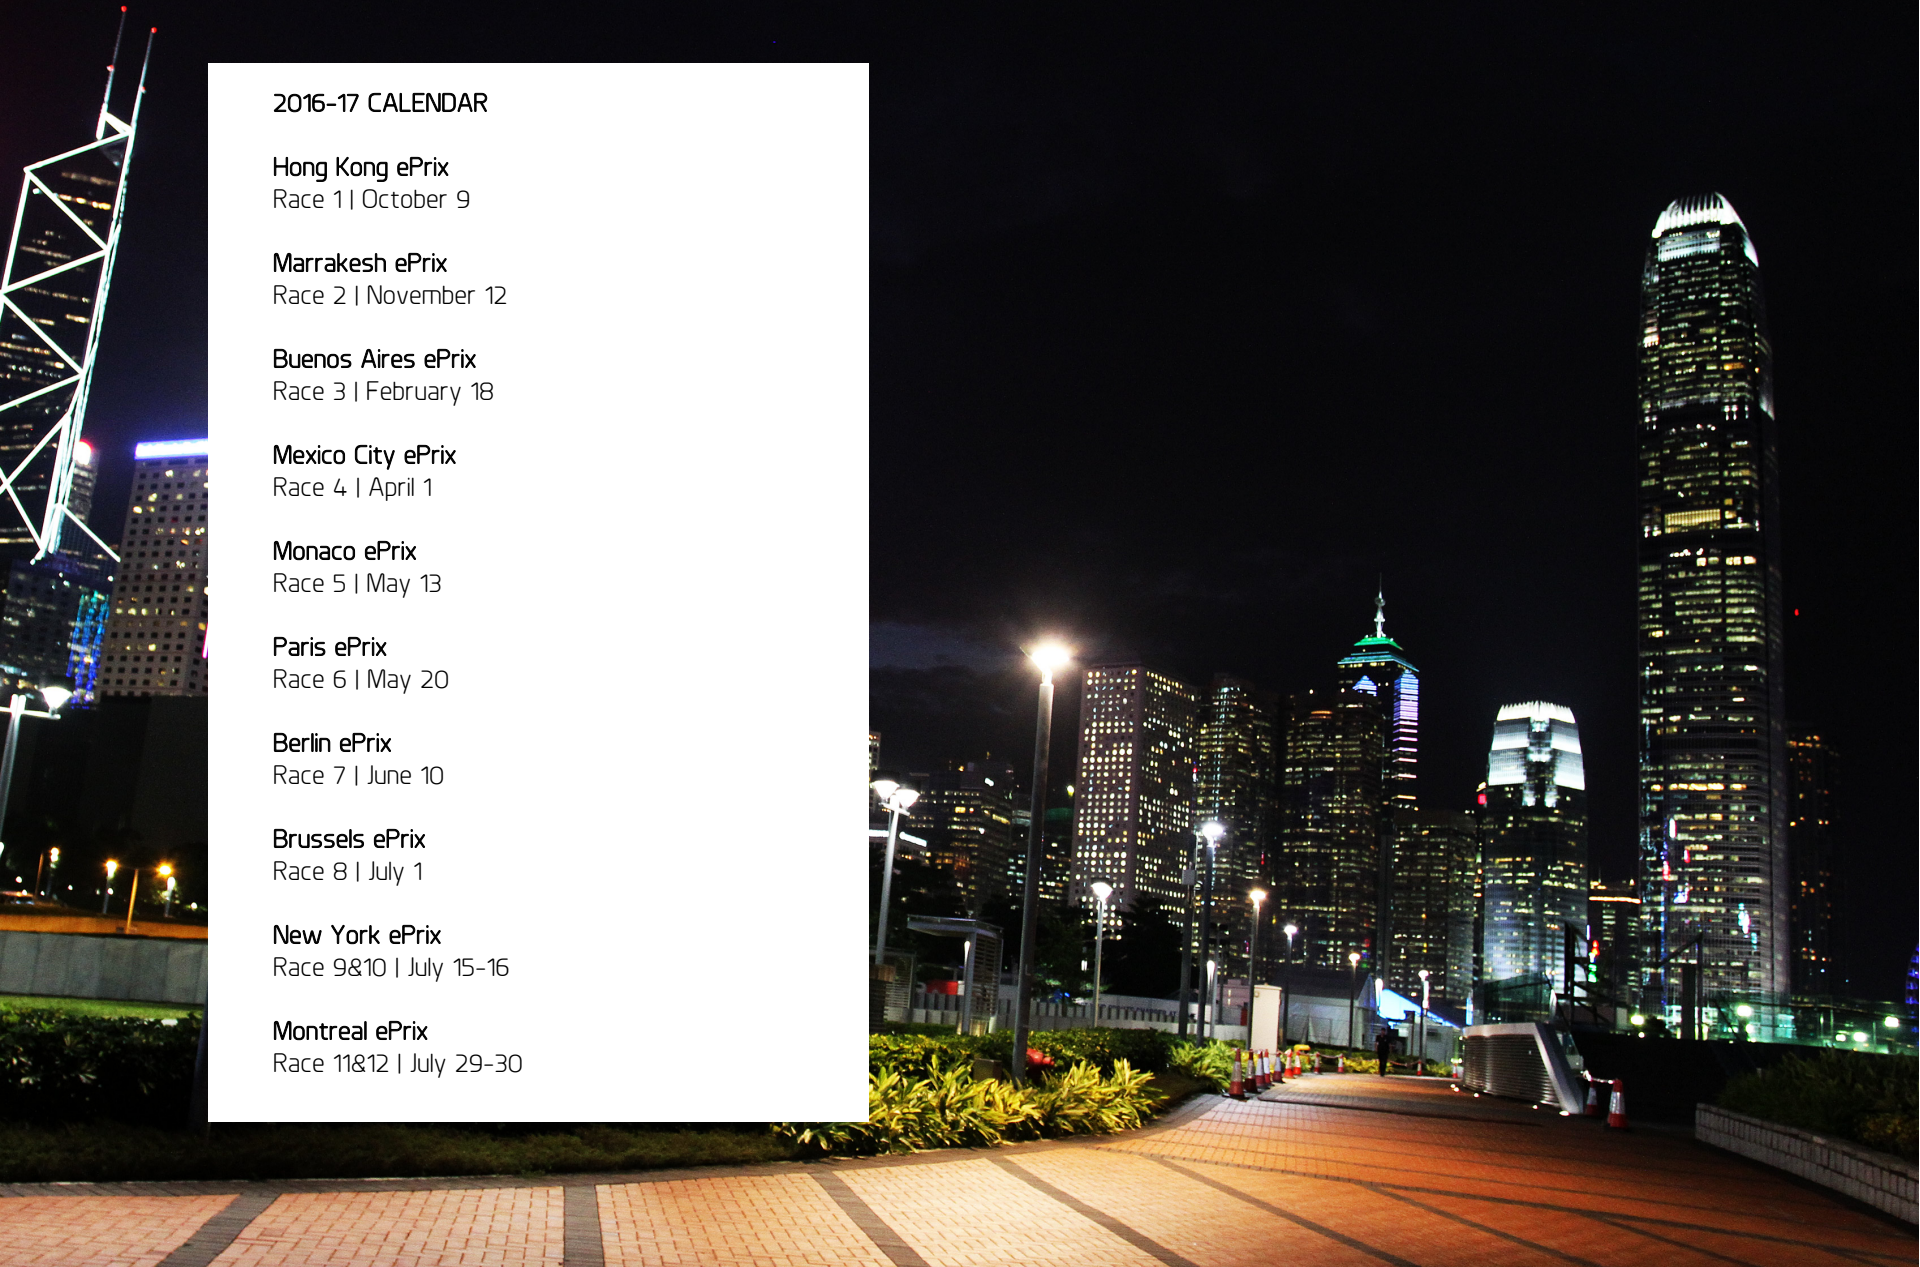 2016-17 CALENDAR
Hong Kong ePrix
Race 1 | October 9
Marrakesh ePrix
Race 2 | November 12
Buenos Aires ePrix
Race 3 | February 18
Mexico City ePrix
Race 4 | April 1
Monaco ePrix
Race 5 | May 13
Paris ePrix
Race 6 | May 20
Berlin ePrix
Race 7 | June 10
Brussels ePrix
Race 8 | July 1
New York ePrix
Race 9&10 | July 15-16
Montreal ePrix
Race 11&12 | July 29-30